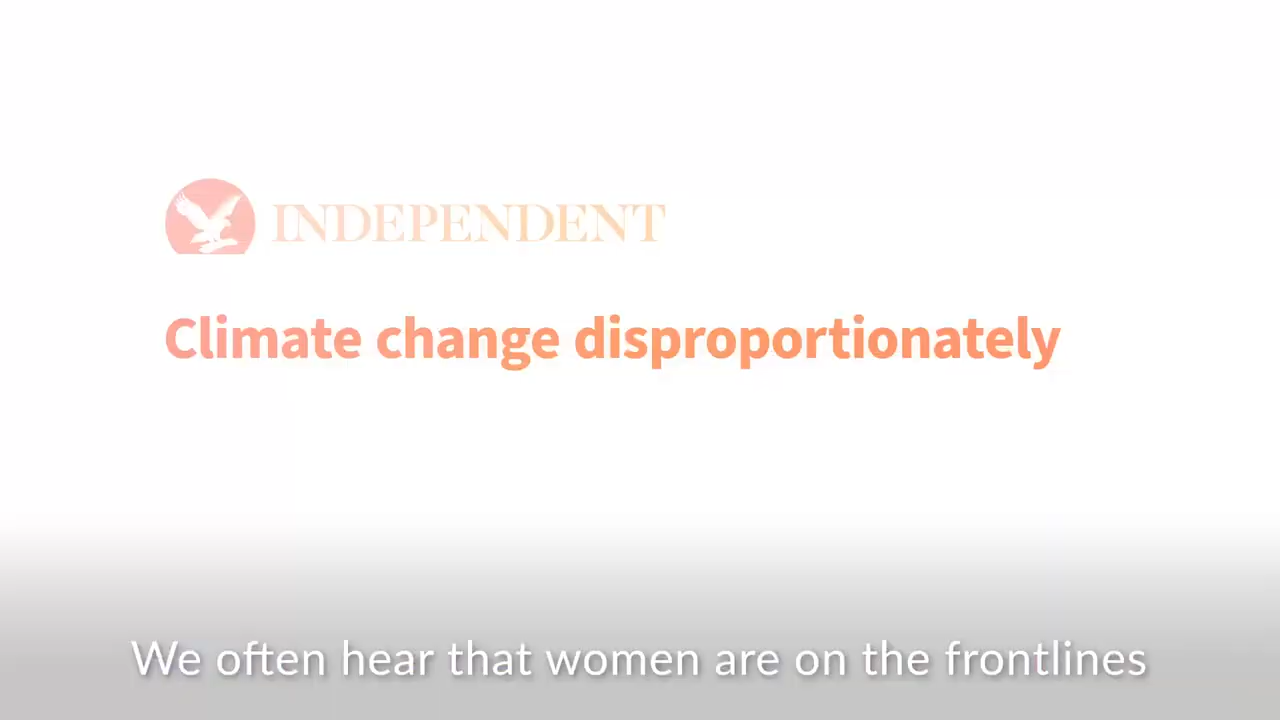 INDEPENDENT
Climate change disproportionately
We often hear that women are on the frontlines